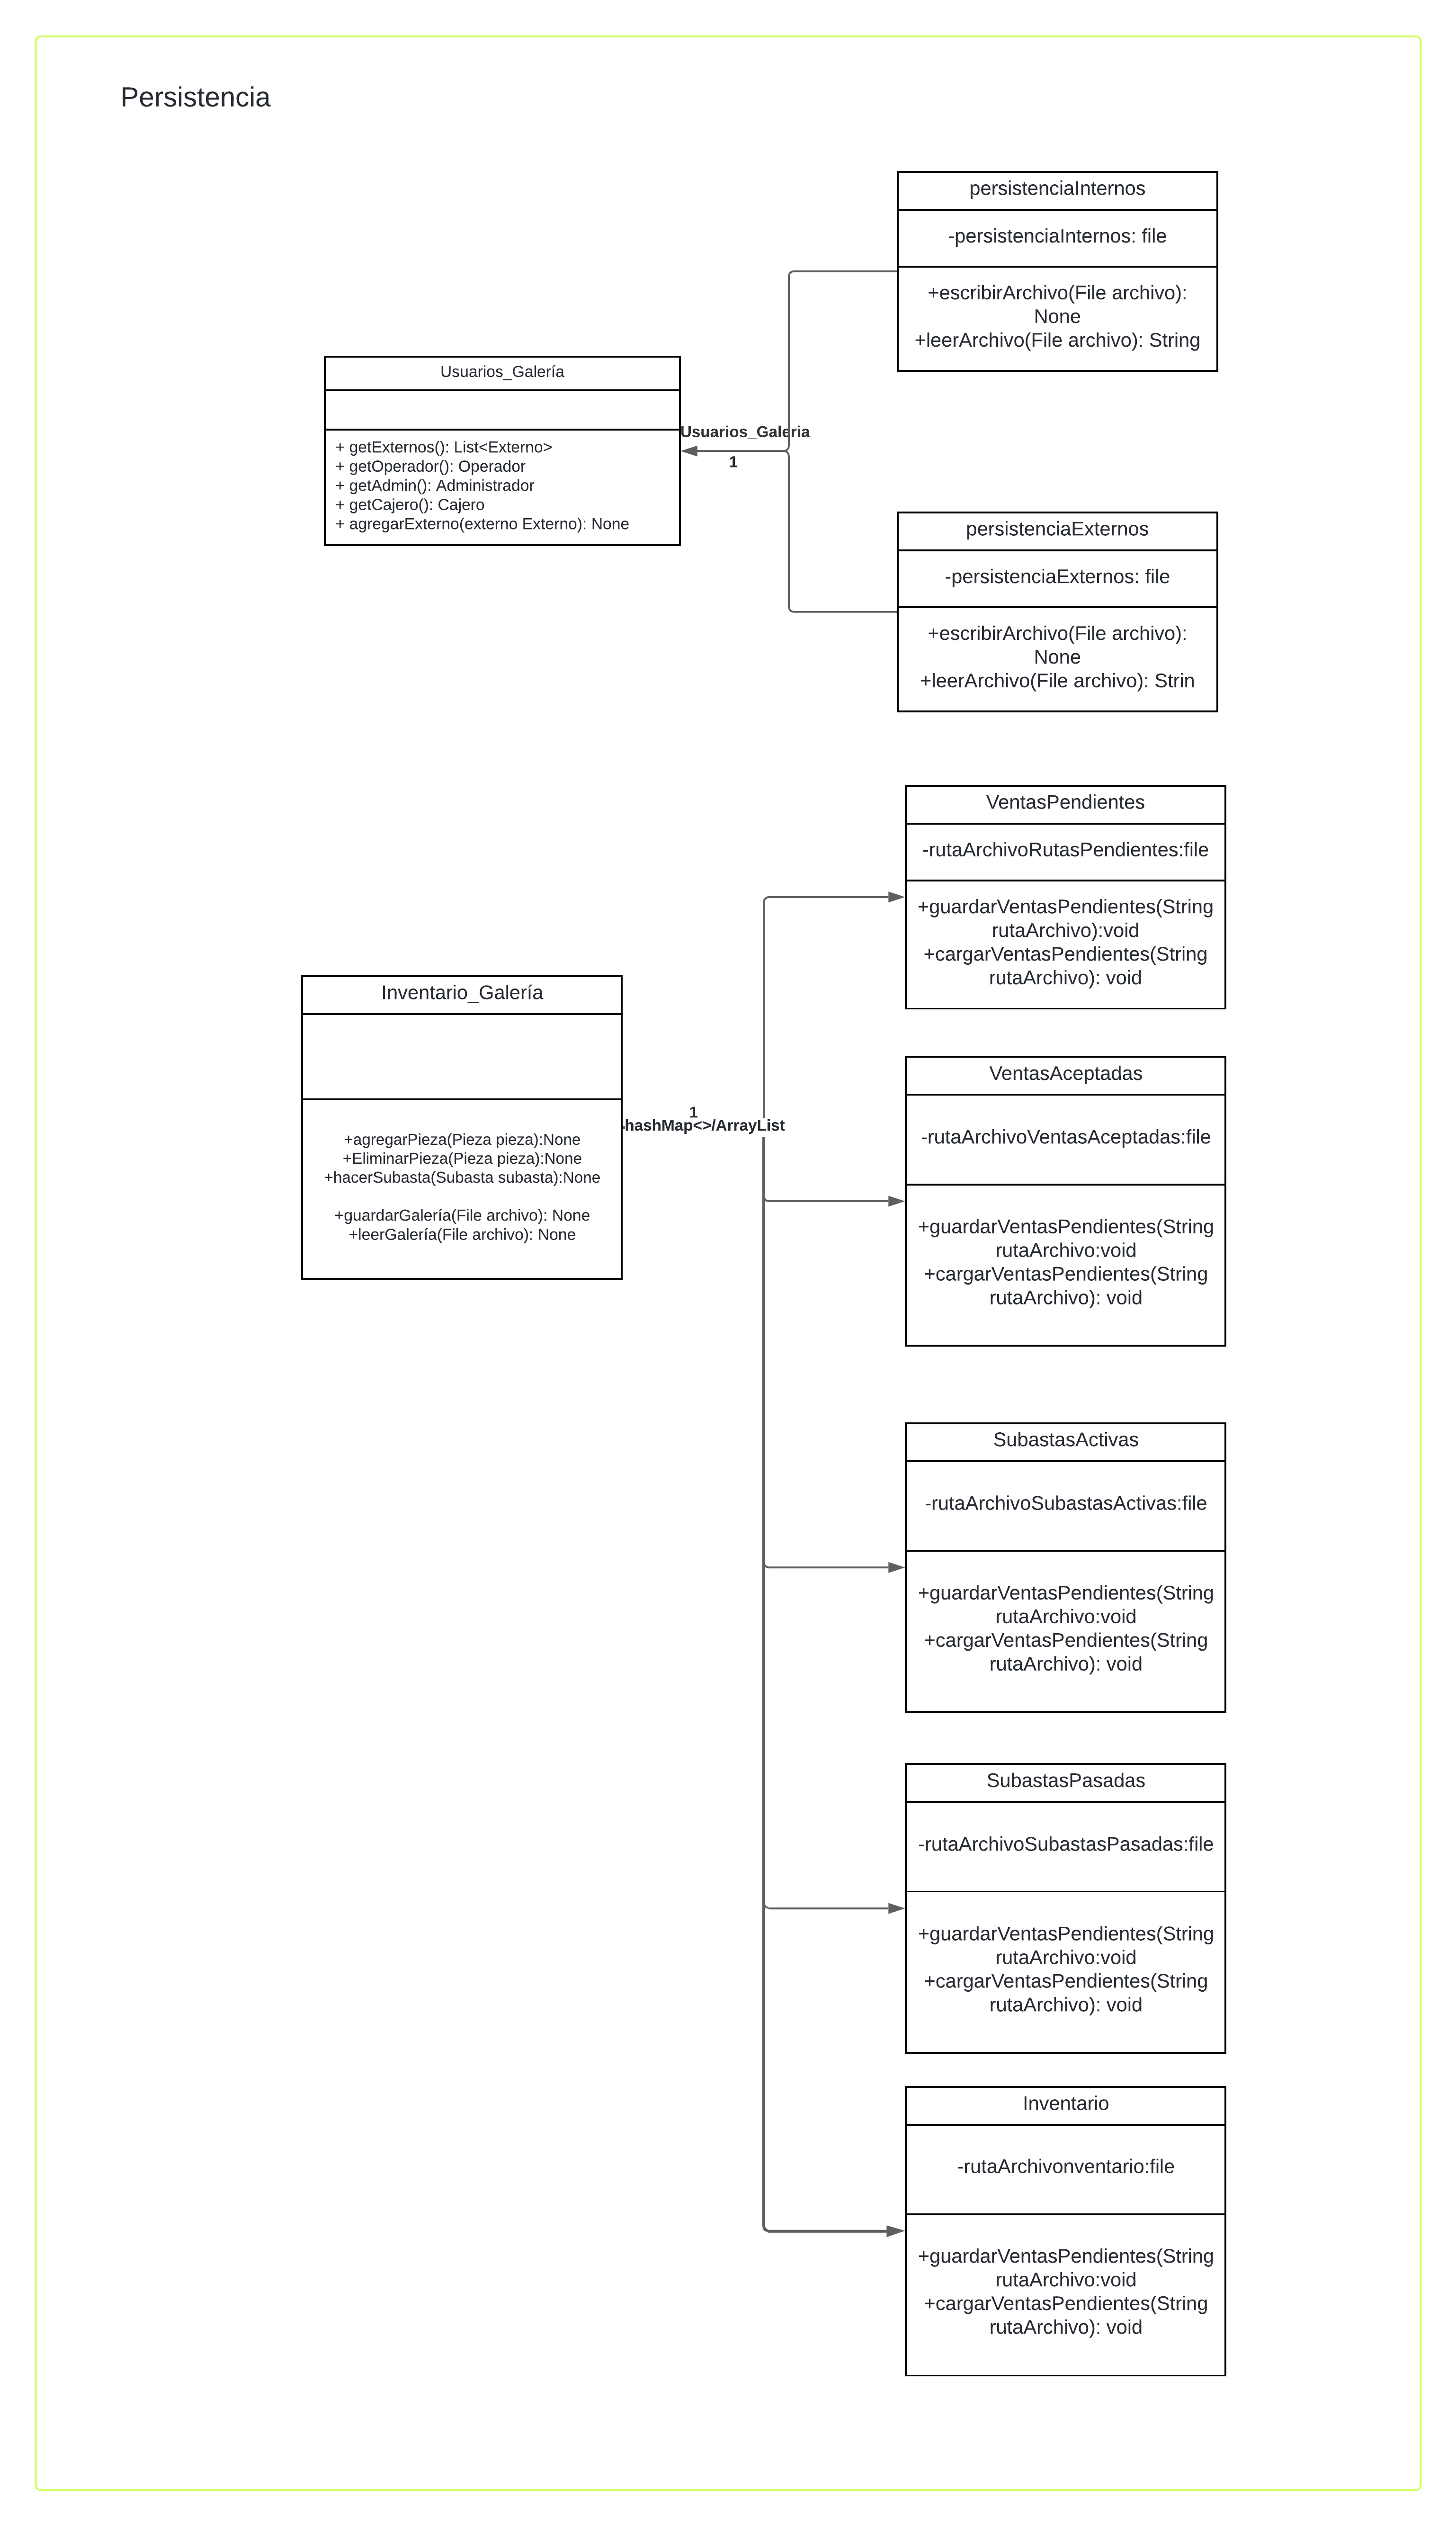 Persistencia
persistenciaInternos
-persistenciaInternos: file
+escribirArchivo(File archivo):
None
+leerArchivo(File archivo): String
Usuarios_Galería
+ getExternos(): List<Externo>
+ getOperador(): Operador
+ getAdmin(): Administrador
+ getCajero(): Cajero
+ agregarExterno(externo Externo): None
Usuarios_Galeria
1
persistenciaExternos
-persistenciaExternos: file
+escribirArchivo(File archivo):
None
+leerArchivo(File archivo): Strin
VentasPendientes
-rutaArchivoRutasPendientes:file
+guardarVentasPendientes(String
rutaArchivo):void
+cargarVentasPendientes(String
rutaArchivo): void
Inventario_Galería
+agregarPieza(Pieza pieza):None
+EliminarPieza(Pieza pieza):None
+hacerSubasta(Subasta subasta):None
+guardarGalería(File archivo): None
+leerGalería(File archivo): None
1
-hashMap<>/ArrayList
VentasAceptadas
-rutaArchivoVentasAceptadas:file
+guardarVentasPendientes(String
rutaArchivo:void
+cargarVentasPendientes(String
rutaArchivo): void
SubastasActivas
-rutaArchivoSubastasActivas:file
+guardarVentasPendientes(String
rutaArchivo:void
+cargarVentasPendientes(String
rutaArchivo): void
SubastasPasadas
-rutaArchivoSubastasPasadas:file
+guardarVentasPendientes(String
rutaArchivo:void
+cargarVentasPendientes(String
rutaArchivo): void
Inventario
-rutaArchivonventario:file
+guardarVentasPendientes(String
rutaArchivo:void
+cargarVentasPendientes(String
rutaArchivo): void